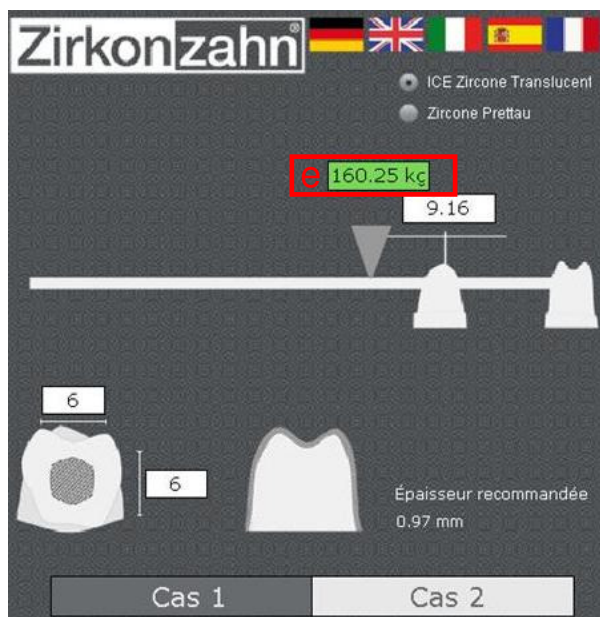 Zirkonzahn®
ICE Zircone Translucent
Zircone Prettau
e 160.25 kg
9.16
6
6
Épaisseur recommandée
0.97 mm
Cas 1 Cas 2